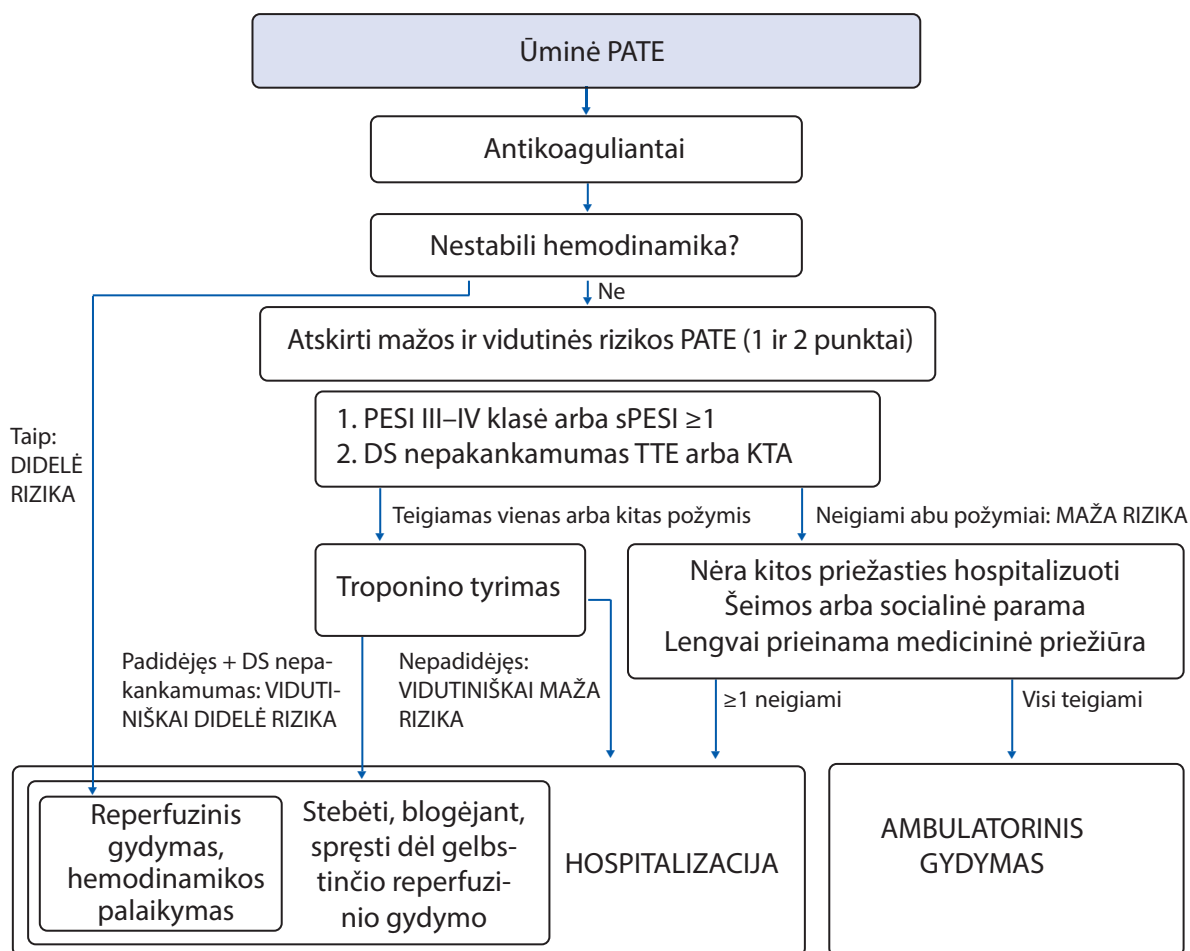 Ūminė PATE
Antikoaguliantai
Nestabili hemodinamika?
Ne
Atskirti mažos ir vidutinės rizikos PATE (1 ir 2 punktai)
1. PESI III–IV klasė arba sPESI ≥1
2. DS nepakankamumas TTE arba KTA
Taip:
DIDELĖ
RIZIKA
Teigiamas vienas arba kitas požymis
Neigiami abu požymiai: MAŽA RIZIKA
Troponino tyrimas
Nėra kitos priežasties hospitalizuoti
Šeimos arba socialinė parama
Lengvai prieinama medicininė priežiūra
Padidėjęs + DS nepa-
kankamumas: VIDUTI-
NIŠKAI DIDELĖ RIZIKA
Nepadidėjęs:
VIDUTINIŠKAI MAŽA
RIZIKA
≥1 neigiami
Visi teigiami
Reperfuzinis
gydymas,
hemodinamikos
palaikymas
Stebėti, blogėjant,
spręsti dėl gelbs-
tinčio reperfuzi-
nio gydymo
HOSPITALIZACIJA
AMBULATORINIS
GYDYMAS